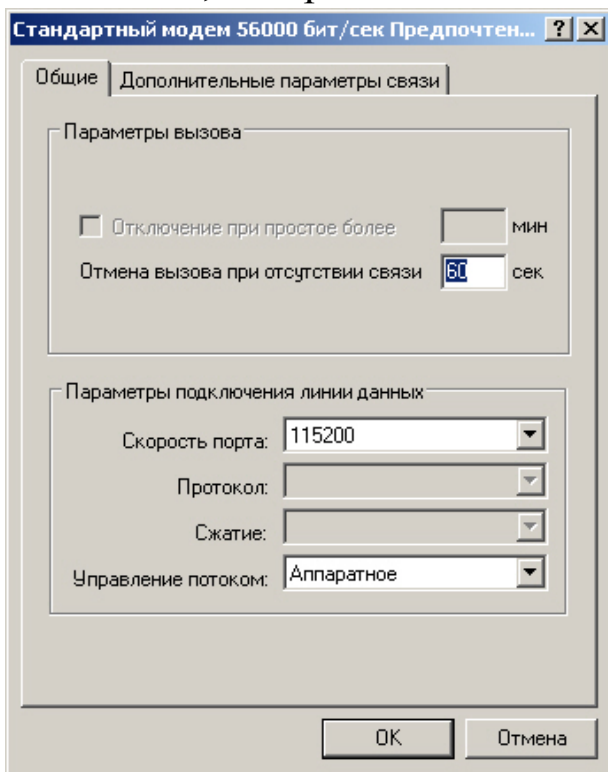 Стандартный модем 56000 бит/сек Предпочтен... ? X
Общие Дополнительные параметры связи
Параметры вызова
Отключение при простое более мин
Отмена вызова при отсутствии связи 60 сек
Параметры подключения линии данных
Скорость порта: 115200
Протокол:
Сжатие:
Управление потоком: Аппаратное
OK Отмена